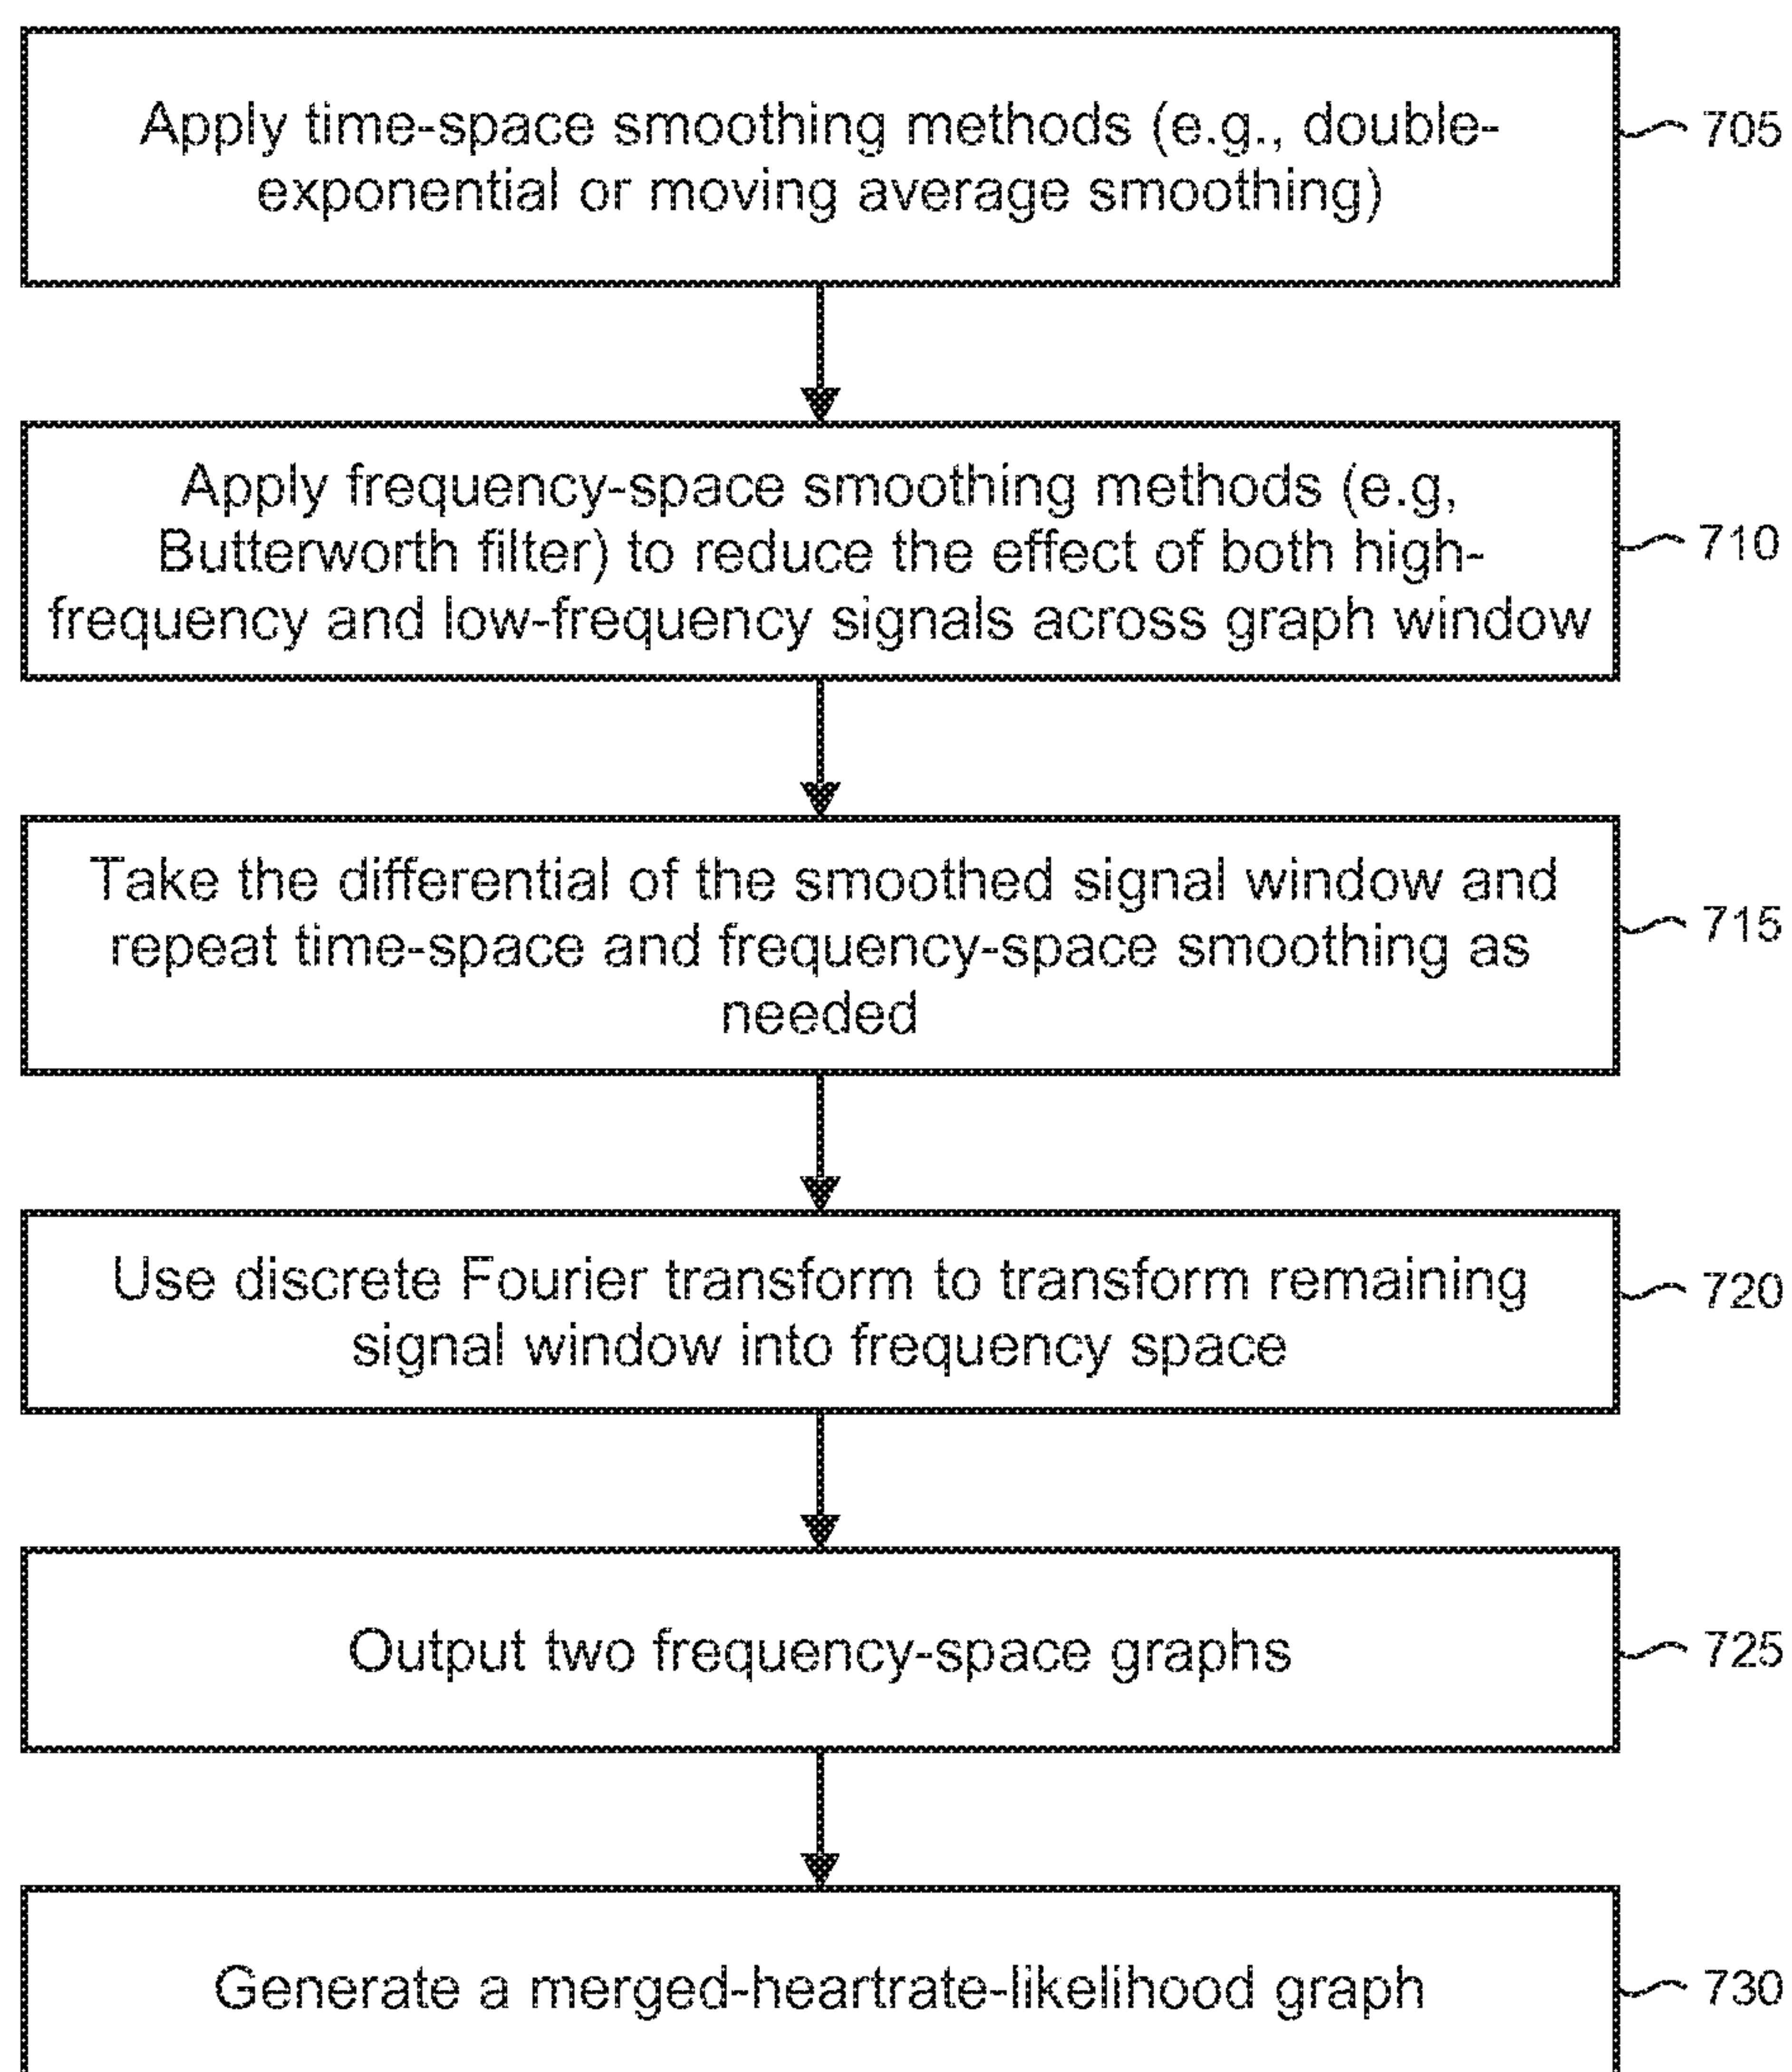 Apply time-space smoothing methods (e.g., double-
exponential or moving average smoothing)
705
Apply frequency-space smoothing methods (e.g,
Butterworth filter) to reduce the effect of both high-
frequency and low-frequency signals across graph window
710
Take the differential of the smoothed signal window and
repeat time-space and frequency-space smoothing as
needed
715
Use discrete Fourier transform to transform remaining
signal window into frequency space
720
Output two frequency-space graphs
725
Generate a merged-heartrate-likelihood graph
730